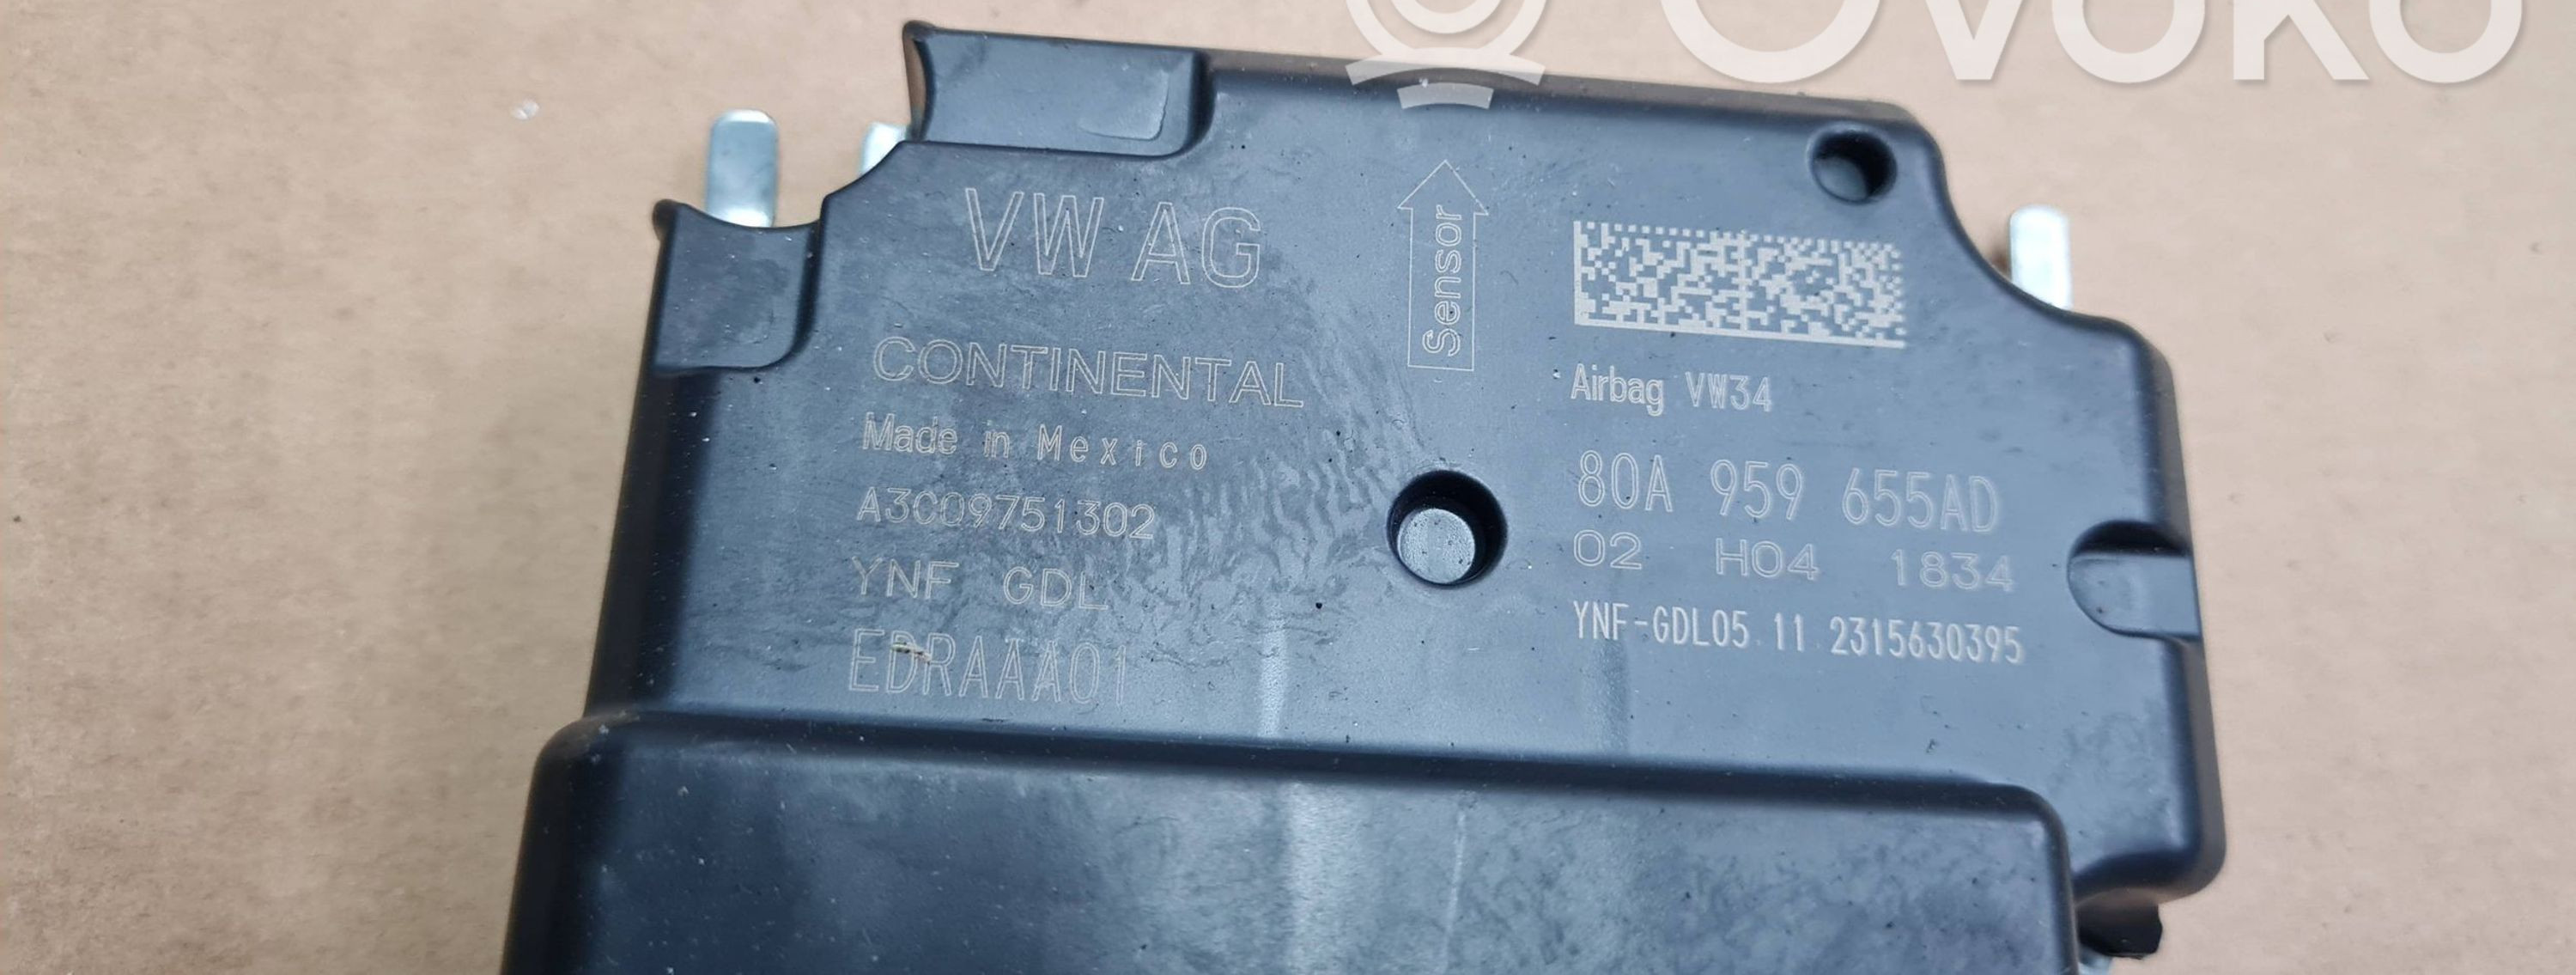 OVOKO
VW AG
CONTINENTAL
Made in Mexico
A3C09751302
YNF GDL
EDRAAA01
Sensor
Airbag VW34
80A 959 655AD
02 H04 1834
YNF-GDL05 11 2315630395